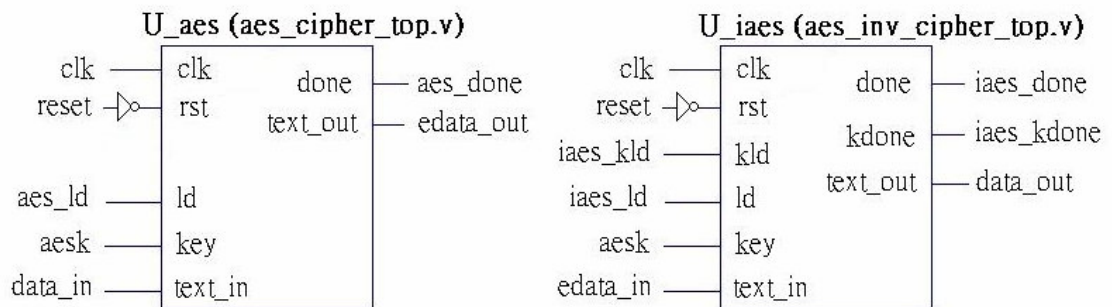 U_aes (aes_cipher_top.v)
clk
clk
done
aes_done
reset
rst
text_out
edata_out
aes_ld
ld
aesk
key
data_in
text_in
U_iaes (aes_inv_cipher_top.v)
clk
clk
done
iaes_done
reset
rst
kdone
iaes_kdone
iaes_kld
kld
text_out
data_out
iaes_ld
ld
aesk
key
edata_in
text_in